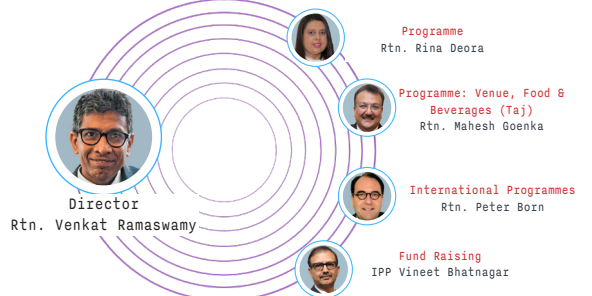 Programme
Rtn. Rina Deora
Programme: Venue, Food &
Beverages (Taj)
Rtn. Mahesh Goenka
Director
Rtn. Venkat Ramaswamy
International Programmes
Rtn. Peter Born
Fund Raising
IPP Vineet Bhatnagar